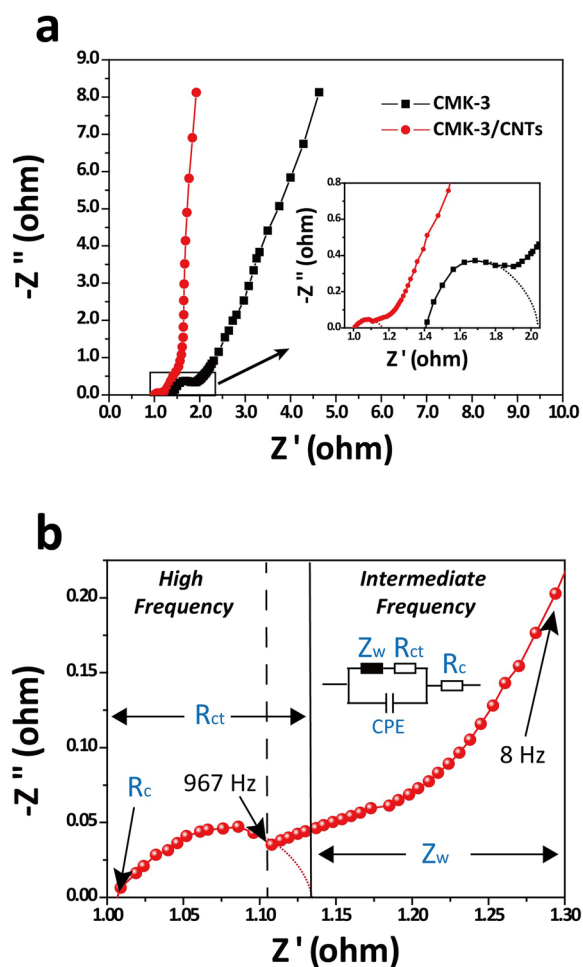 a
9.0
8.0
7.0
6.0
5.0
4.0
3.0
2.0
1.0
0.0
-Z" (ohm)
CMK-3
CMK-3/CNTs
0.8
0.6
0.4
0.2
0.0
-Z" (ohm)
1.0 1.2 1.4 1.6 1.8 2.0
Z' (ohm)
0.0 1.0 2.0 3.0 4.0 5.0 6.0 7.0 8.0 9.0 10.0
Z' (ohm)
b
0.20
0.15
0.10
0.05
0.00
-Z" (ohm)
High
Frequency
Intermediate
Frequency
Zw Rct
Rc
CPE
Rct
8 Hz
967 Hz
Rc
Zw
1.00 1.05 1.10 1.15 1.20 1.25 1.30
Z' (ohm)